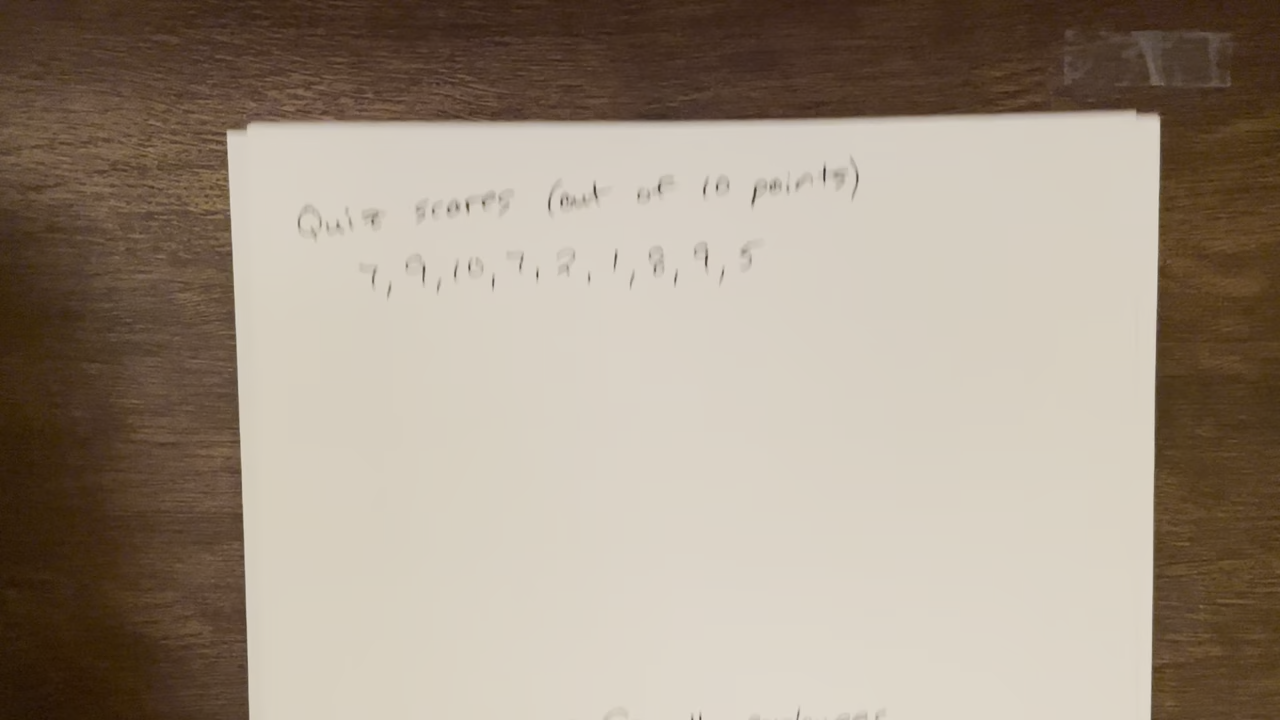 Quiz scores (out of 10 points)
7, 9, 10, 7, 2, 1, 8, 9, 5